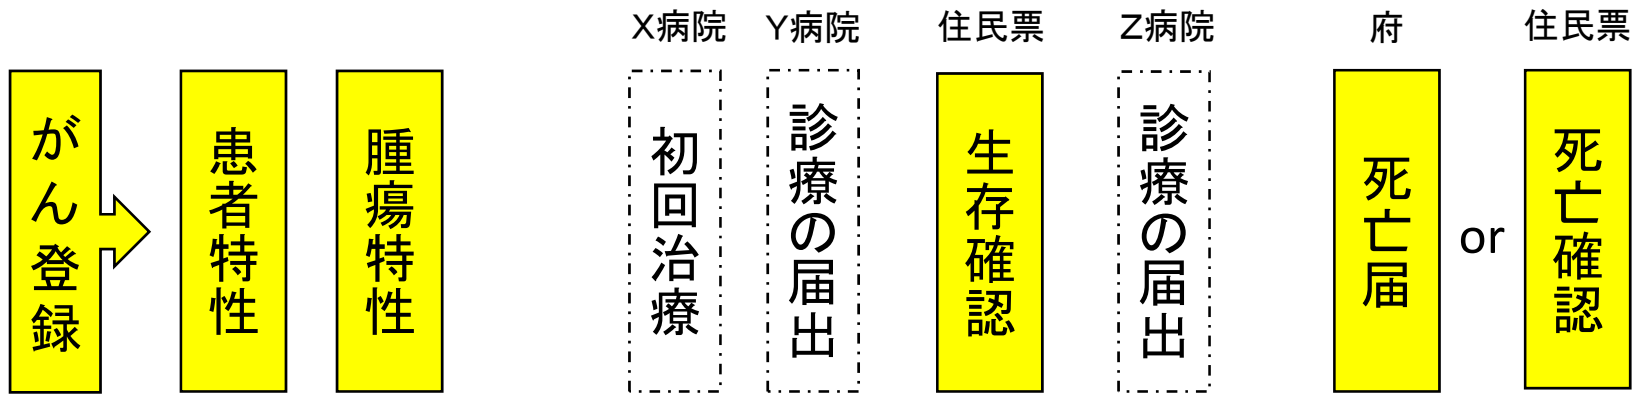 X病院
Y病院
住民票
Z病院
府
住民票
がん登録
患者特性
腫瘍特性
初回治療
診療の届出
生存確認
診療の届出
死亡届
or
死亡確認